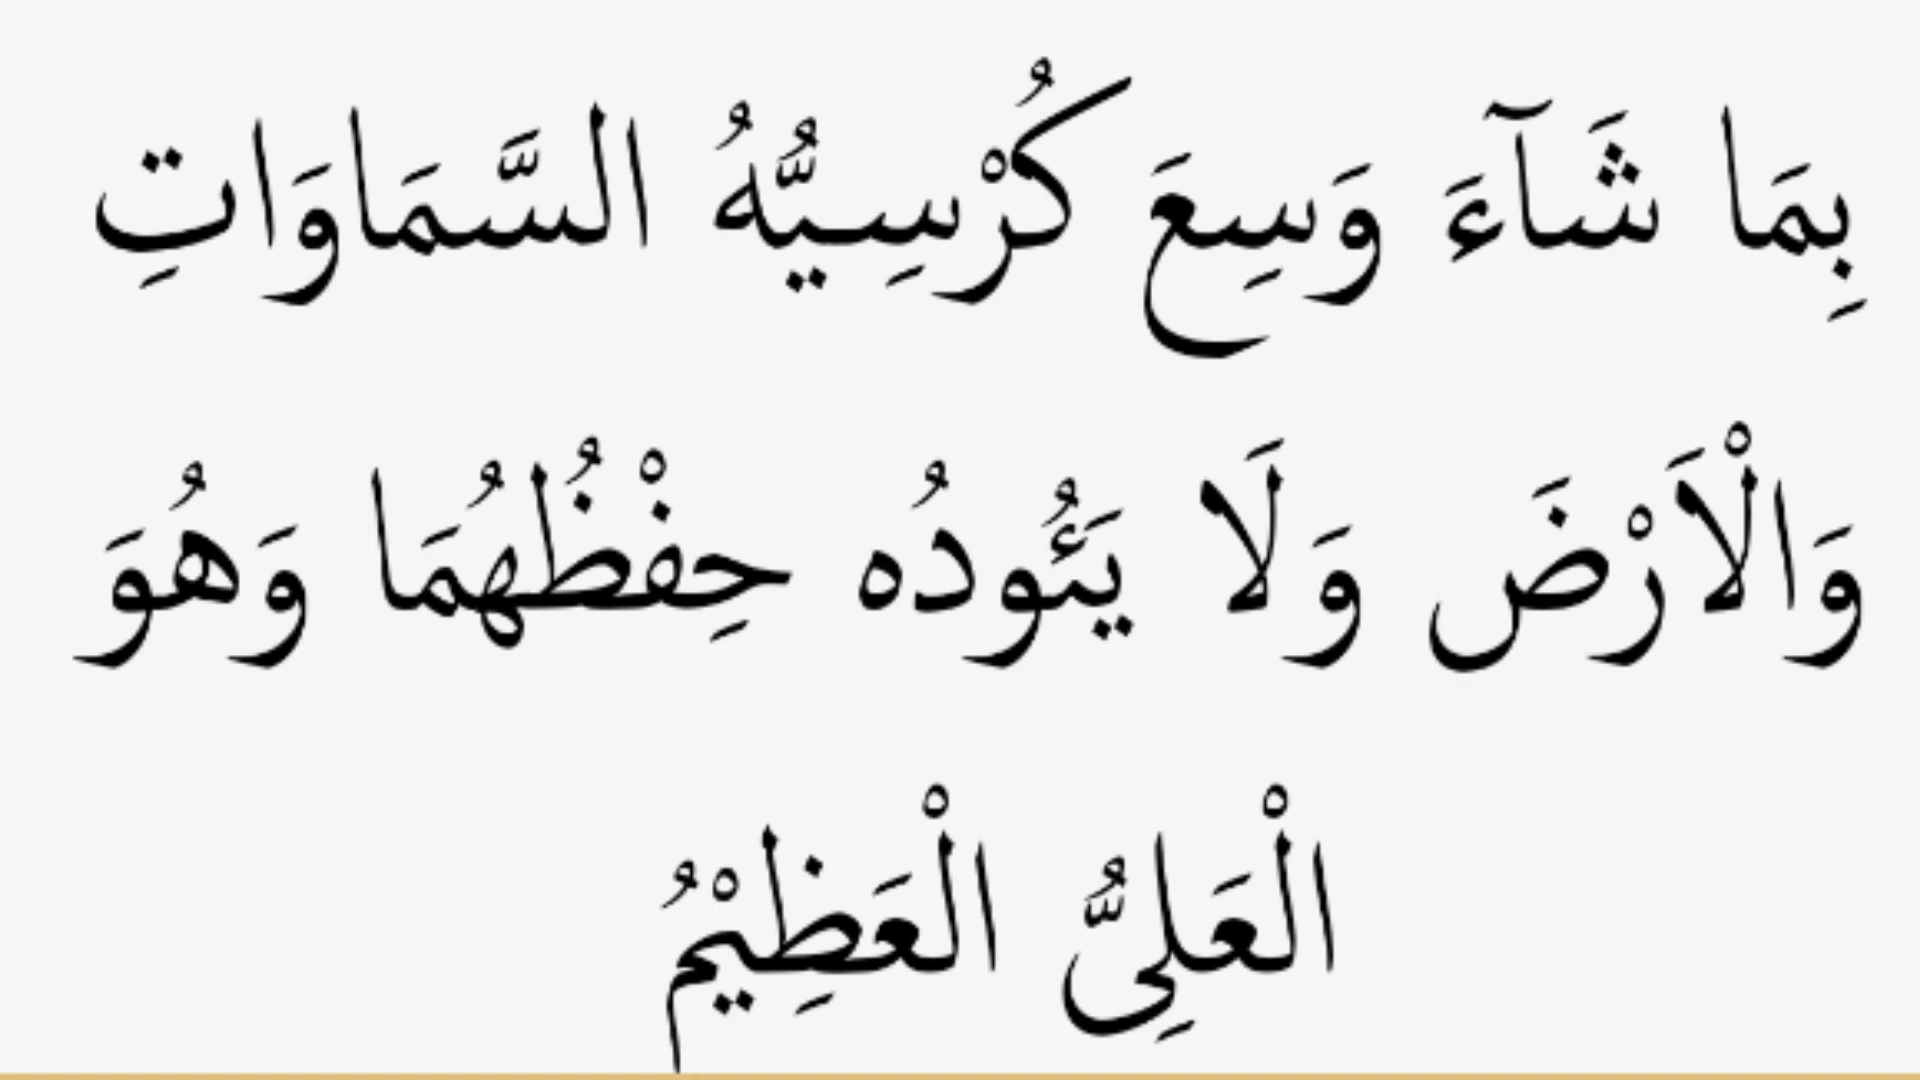 بِمَا شَآءَ وَسِعَ كُرْسِيُّهُ السَّمَاوَاتِ
وَالْاَرْضَ وَلَا يَئُودُه حِفْظُهُمَا وَهُوَ
الْعَلِىُّ الْعَظِيْمُ